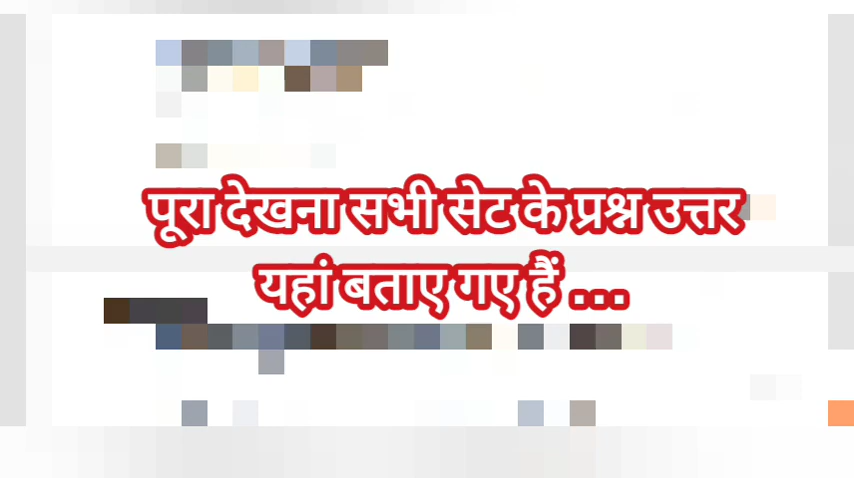 पूरा देखना सभी सेट के प्रश्न उत्तर
यहां बताए गए हैं ...